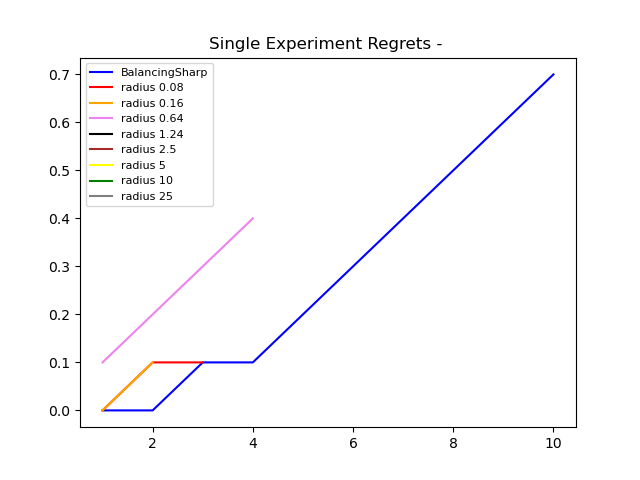 Single Experiment Regrets -
BalancingSharp
radius 0.08
radius 0.16
radius 0.64
radius 1.24
radius 2.5
radius 5
radius 10
radius 25
0.7
0.6
0.5
0.4
0.3
0.2
0.1
0.0
2 4 6 8 10